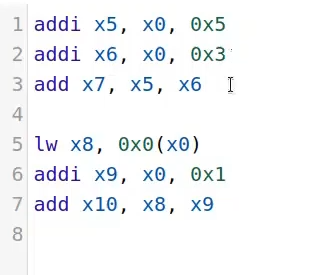 1 addi x5, x0, 0x5
2 addi x6, x0, 0x3
3 add x7, x5, x6
4
5 lw x8, 0x0(x0)
6 addi x9, x0, 0x1
7 add x10, x8, x9
8